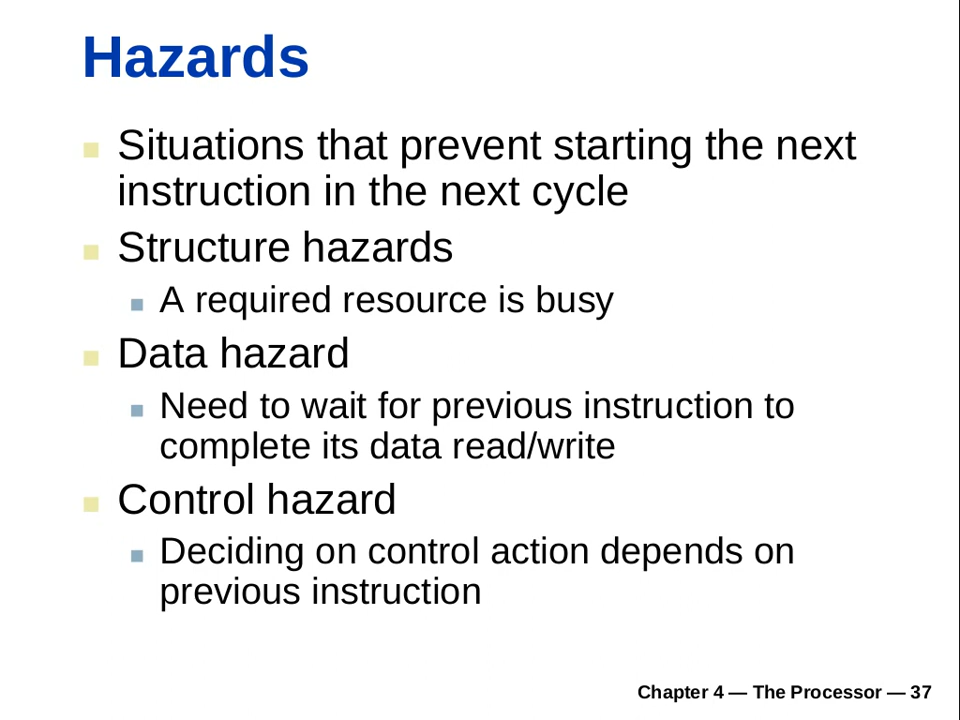 Hazards
Situations that prevent starting the next
instruction in the next cycle
Structure hazards
A required resource is busy
Data hazard
Need to wait for previous instruction to
complete its data read/write
Control hazard
Deciding on control action depends on
previous instruction
Chapter 4 — The Processor — 37